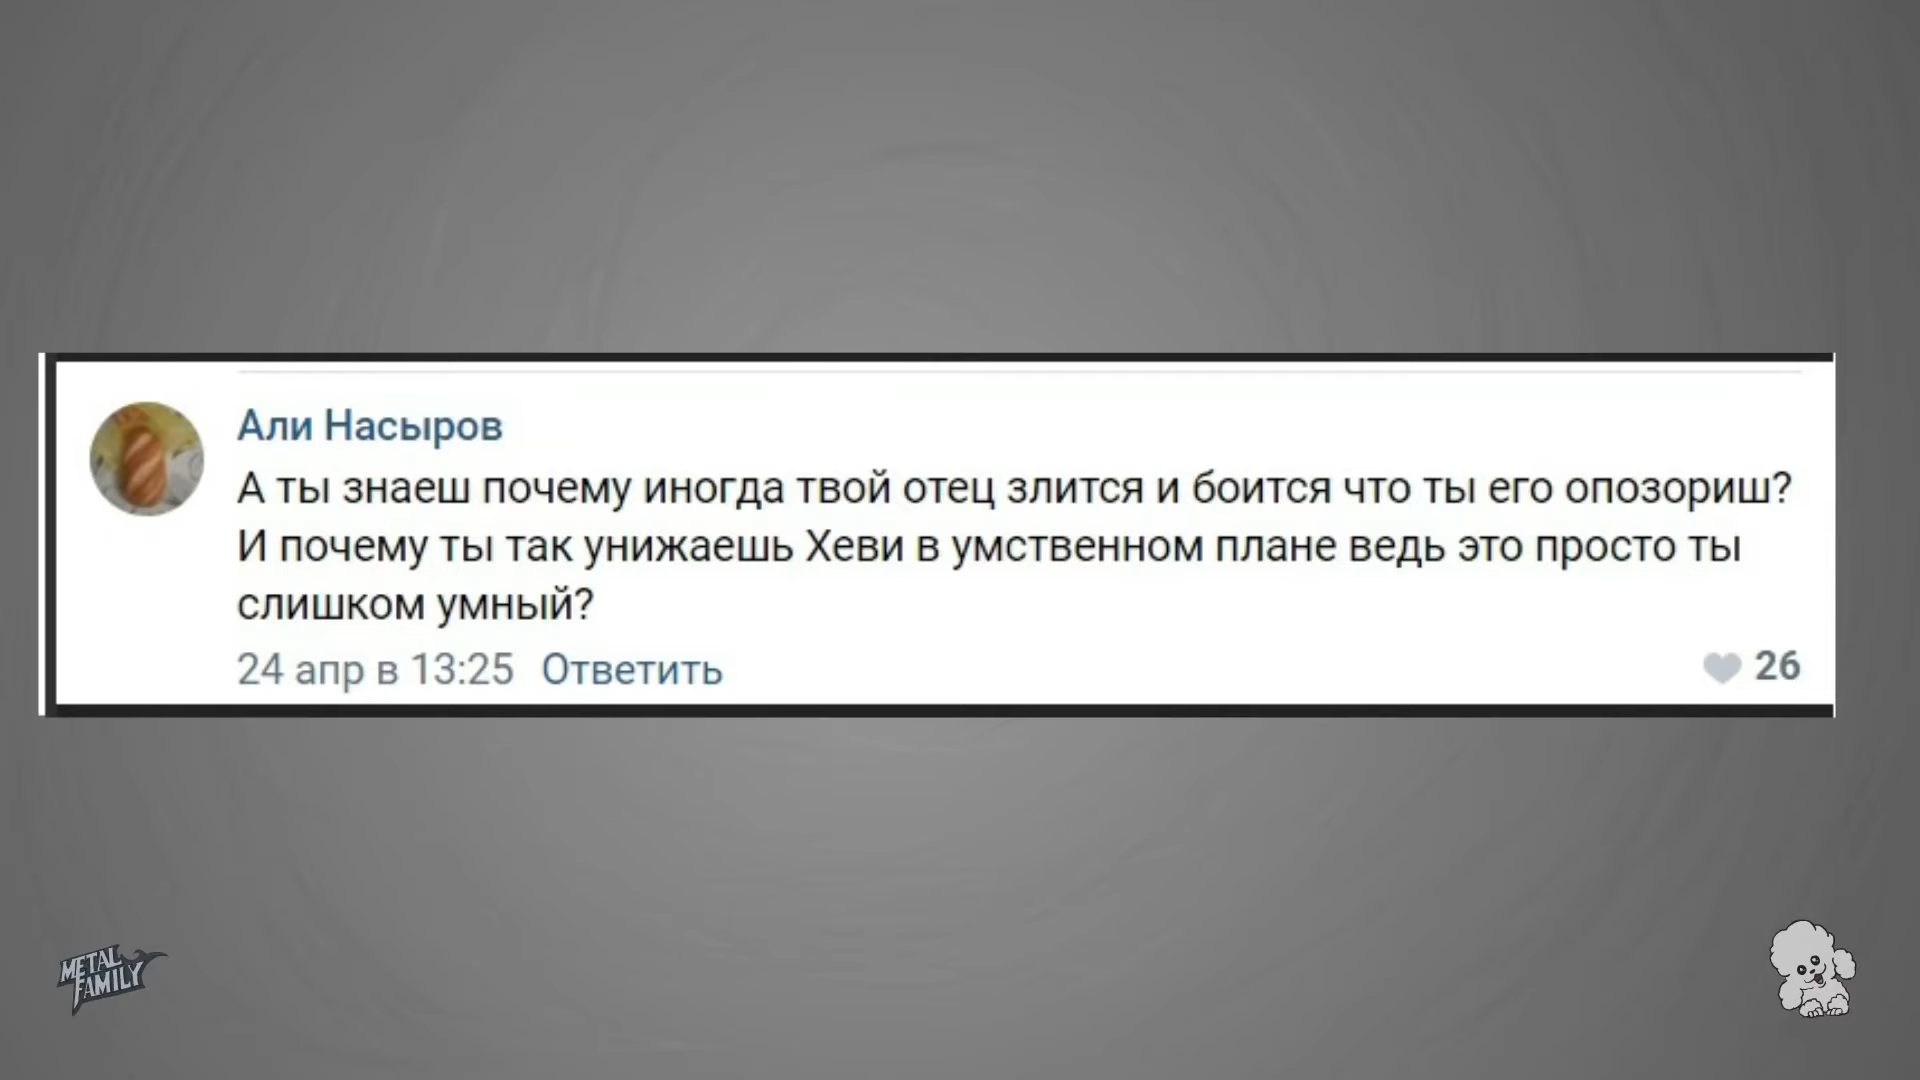 Али Насыров
А ты знаеш почему иногда твой отец злится и боится что ты его опозориш?
И почему ты так унижаешь Хеви в умственном плане ведь это просто ты
слишком умный?
24 апр в 13:25 Ответить
26
METAL
FAMILY